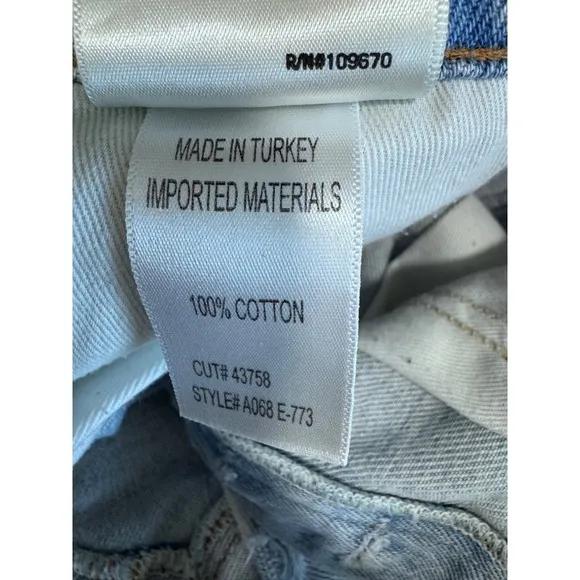 R/N#109670
MADE IN TURKEY
IMPORTED MATERIALS
100% COTTON
CUT# 43758
STYLE# A068 E-773